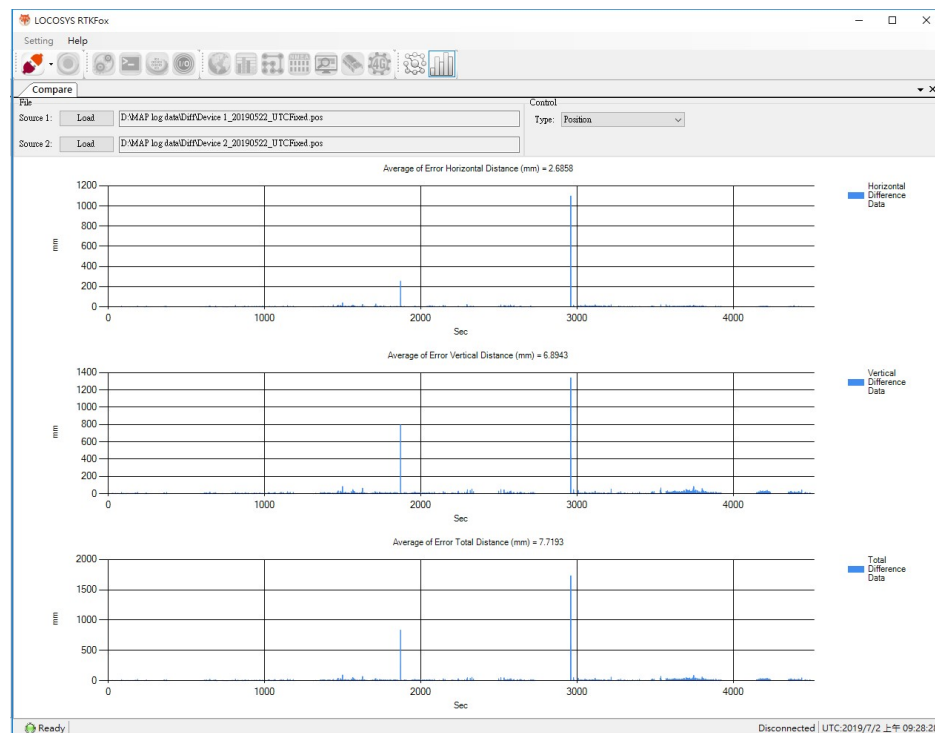 LOCOSYS RTKFox
Setting Help
Compare
File
Control
Source 1: Load D:\MAP log data\Diff\Device 1_20190522_UTCFixed.pos
Type: Position
Source 2: Load D:\MAP log data\Diff\Device 2_20190522_UTCFixed.pos
Average of Error Horizontal Distance (mm) = 2.6858
1200
1000
800
600
400
200
0
mm
0 1000 2000 3000 4000
Sec
Horizontal
Difference
Data
Average of Error Vertical Distance (mm) = 6.8943
1400
1200
1000
800
600
400
200
0
mm
0 1000 2000 3000 4000
Sec
Vertical
Difference
Data
Average of Error Total Distance (mm) = 7.7193
2000
1500
1000
500
0
mm
0 1000 2000 3000 4000
Sec
Total
Difference
Data
Ready
Disconnected UTC:2019/7/2 上午 09:28:28